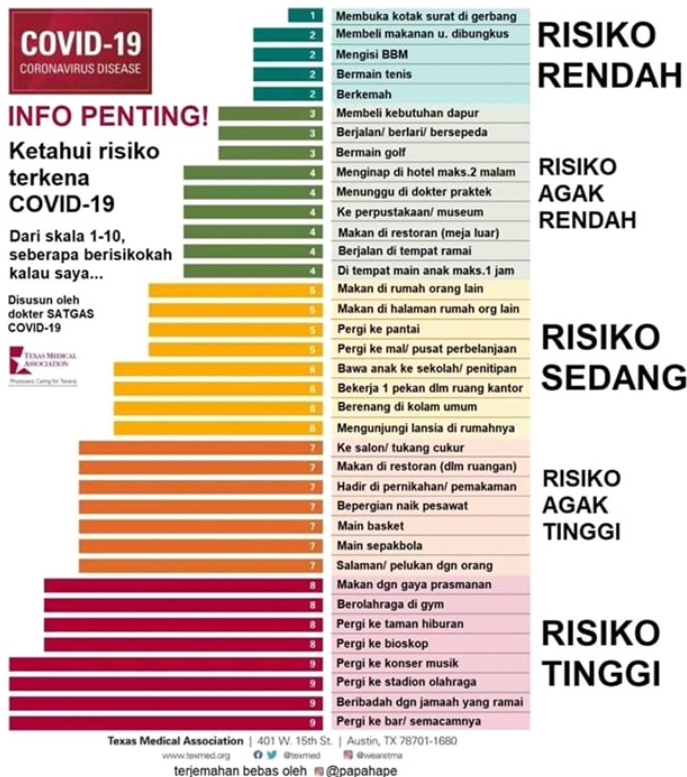 COVID-19
CORONAVIRUS DISEASE
INFO PENTING!
Ketahui risiko
terkena
COVID-19
Dari skala 1-10,
seberapa berisikokah
kalau saya...
Disusun oleh
dokter SATGAS
COVID-19
TEXAS MEDICAL
ASSOCIATION
Physicians Caring for Texans
1 Membuka kotak surat di gerbang
2 Membeli makanan u. dibungkus
2 Mengisi BBM
2 Bermain tenis
2 Berkemah
RISIKO
RENDAH
3 Membeli kebutuhan dapur
3 Berjalan/ berlari/ bersepeda
3 Bermain golf
4 Menginap di hotel maks.2 malam
4 Menunggu di dokter praktek
4 Ke perpustakaan/ museum
4 Makan di restoran (meja luar)
4 Berjalan di tempat ramai
4 Di tempat main anak maks.1 jam
RISIKO
AGAK
RENDAH
5 Makan di rumah orang lain
5 Makan di halaman rumah org lain
5 Pergi ke pantai
5 Pergi ke mal/ pusat perbelanjaan
6 Bawa anak ke sekolah/ penitipan
6 Bekerja 1 pekan dlm ruang kantor
6 Berenang di kolam umum
6 Mengunjungi lansia di rumahnya
RISIKO
SEDANG
7 Ke salon/ tukang cukur
7 Makan di restoran (dlm ruangan)
7 Hadir di pernikahan/ pemakaman
7 Bepergian naik pesawat
7 Main basket
7 Main sepakbola
7 Salaman/ pelukan dgn orang
RISIKO
AGAK
TINGGI
8 Makan dgn gaya prasmanan
8 Berolahraga di gym
8 Pergi ke taman hiburan
8 Pergi ke bioskop
9 Pergi ke konser musik
9 Pergi ke stadion olahraga
9 Beribadah dgn jamaah yang ramai
9 Pergi ke bar/ semacamnya
RISIKO
TINGGI
Texas Medical Association | 401 W. 15th St. | Austin, TX 78701-1680
www.texmed.org @texmed @wearetma
terjemahan bebas oleh @papahape